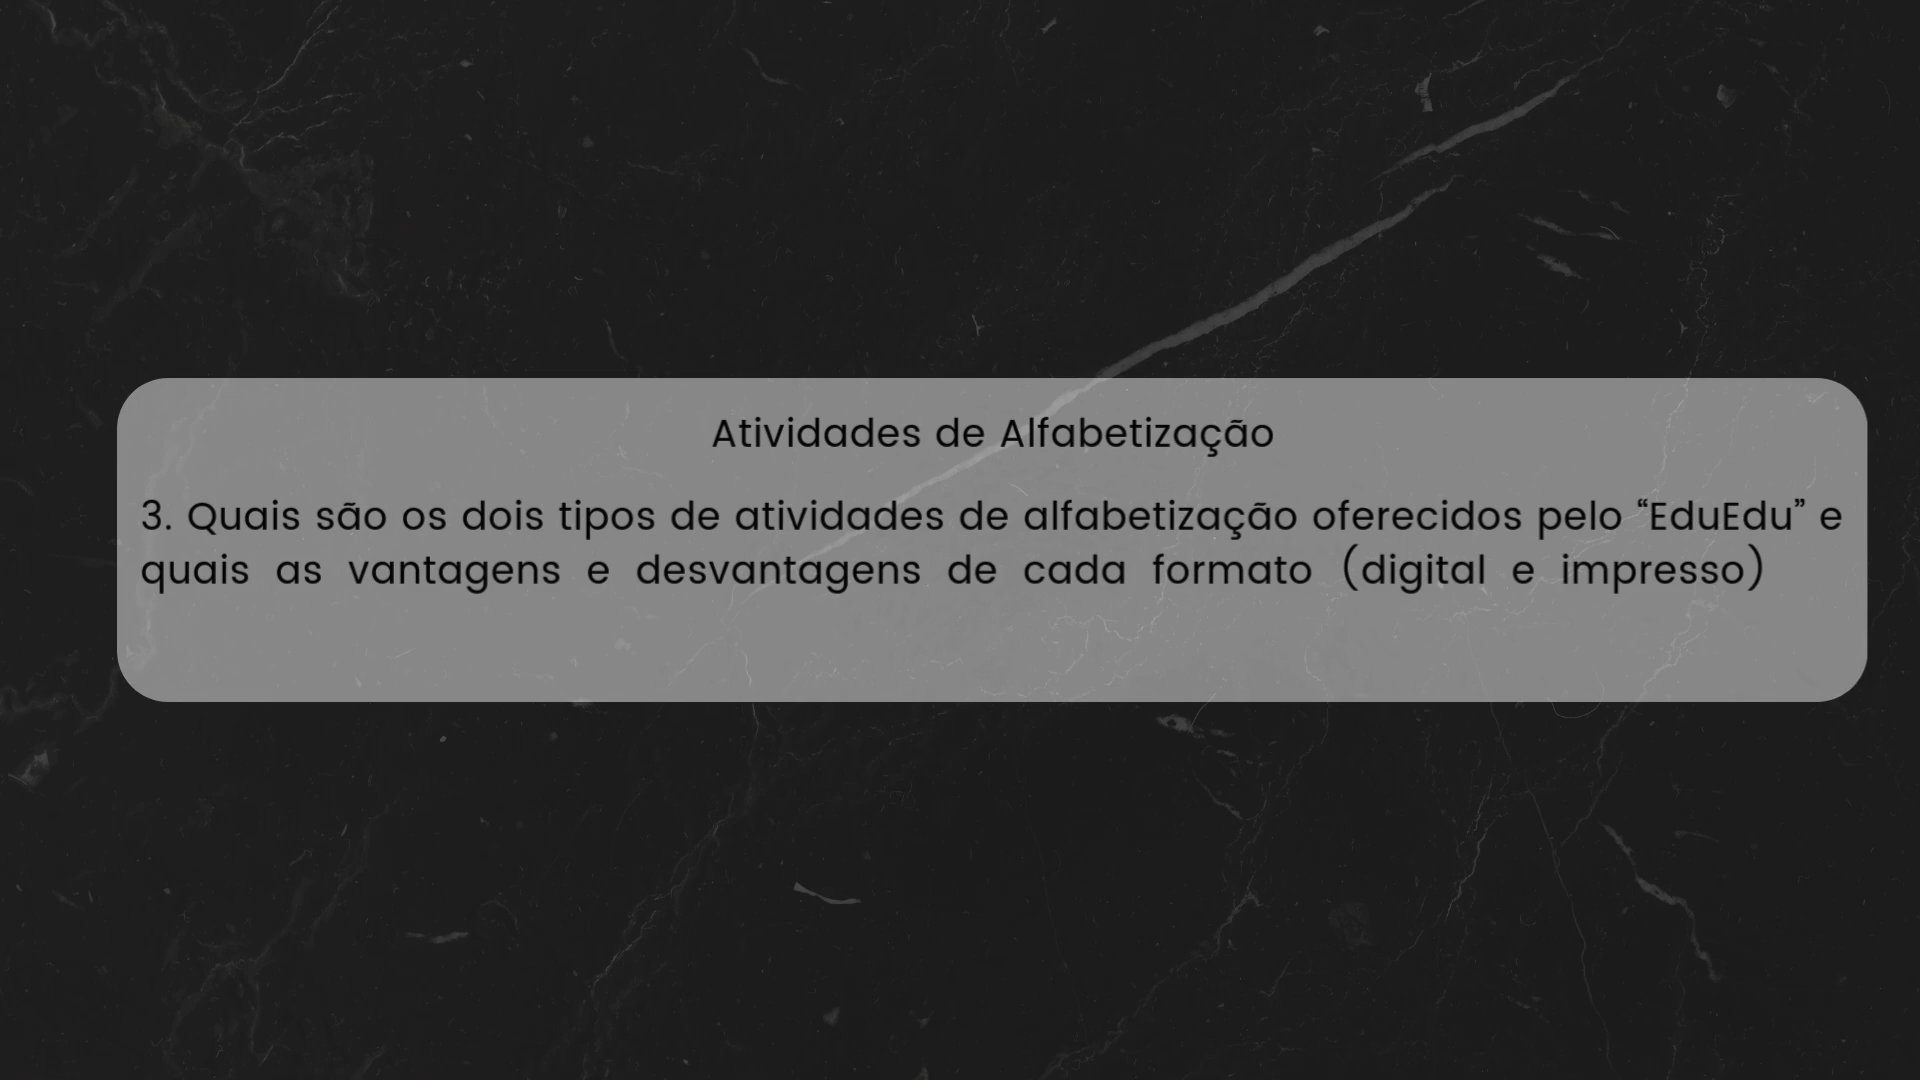 Atividades de Alfabetização
3. Quais são os dois tipos de atividades de alfabetização oferecidos pelo “EduEdu” e
quais as vantagens e desvantagens de cada formato (digital e impresso)